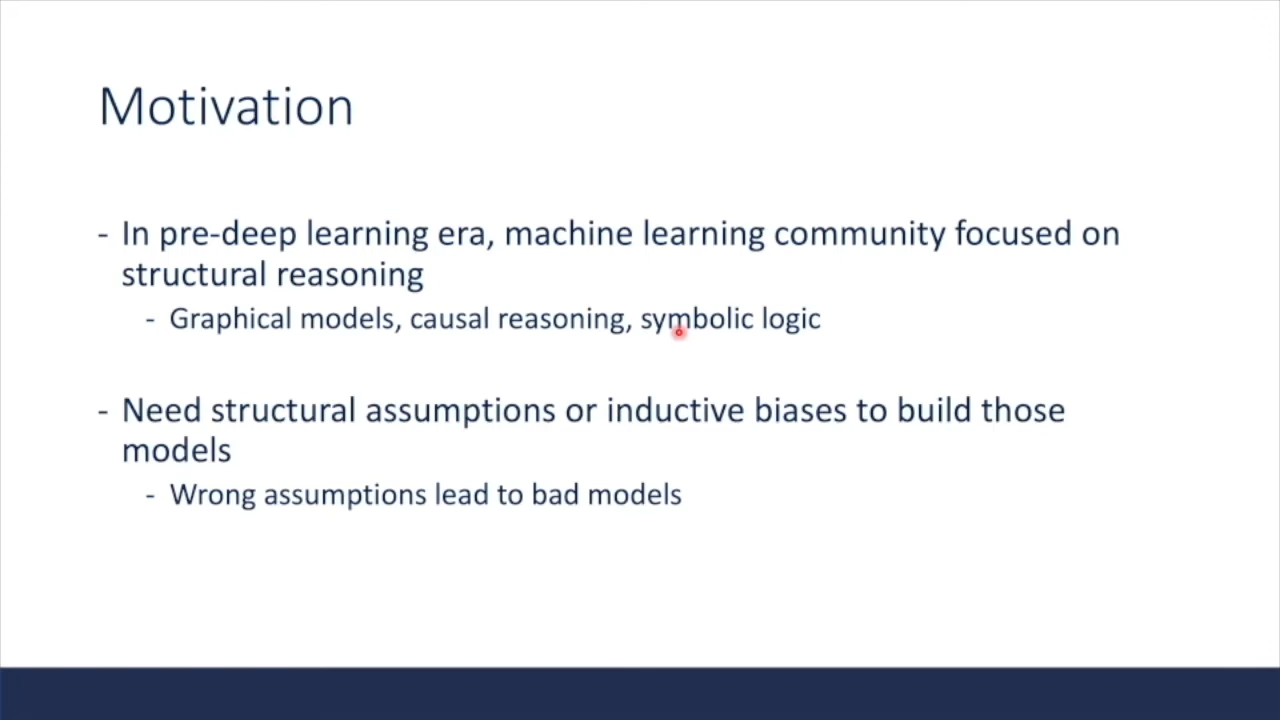 Motivation
- In pre-deep learning era, machine learning community focused on
structural reasoning
- Graphical models, causal reasoning, symbolic logic
- Need structural assumptions or inductive biases to build those
models
- Wrong assumptions lead to bad models